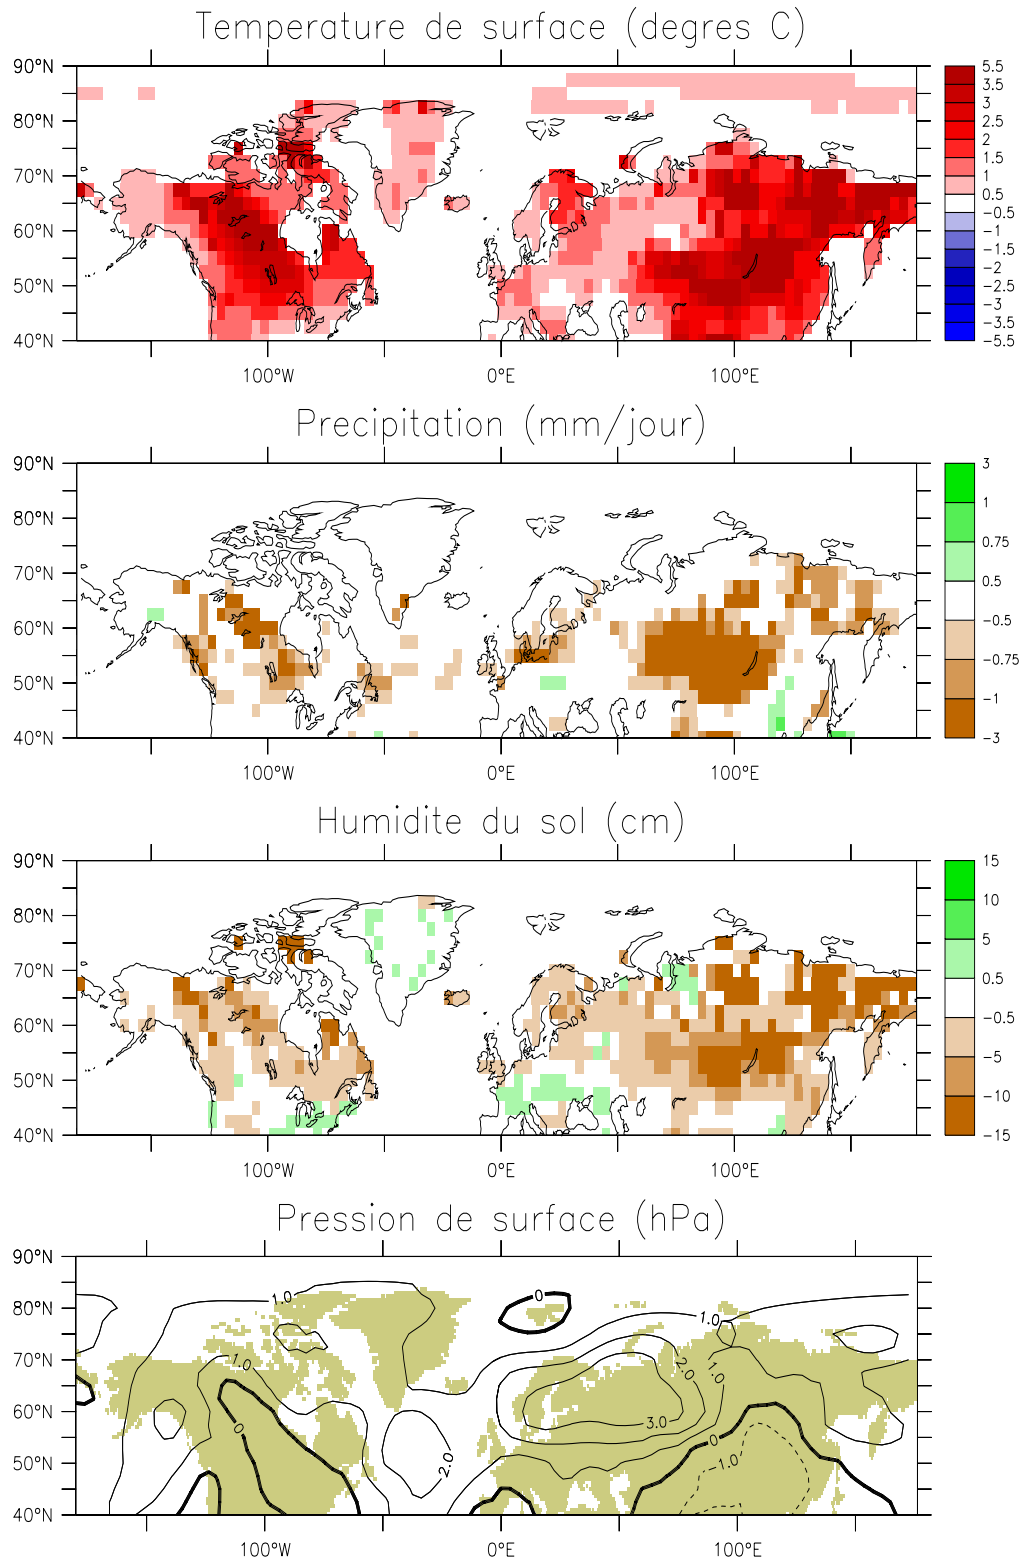 Temperature de surface (degres C)
90°N
80°N
70°N
60°N
50°N
40°N
100°W
0°E
100°E
5.5
3.5
3
2.5
2
1.5
1
0.5
-0.5
-1
-1.5
-2
-2.5
-3
-3.5
-5.5
Precipitation (mm/jour)
90°N
80°N
70°N
60°N
50°N
40°N
100°W
0°E
100°E
3
1
0.75
0.5
-0.5
-0.75
-1
-3
Humidite du sol (cm)
90°N
80°N
70°N
60°N
50°N
40°N
100°W
0°E
100°E
15
10
5
0.5
-0.5
-5
-10
-15
Pression de surface (hPa)
90°N
80°N
70°N
60°N
50°N
40°N
1.0
0
1.0
1.0
2.0
1.0
3.0
0
0
-1.0
2.0
100°W
0°E
100°E